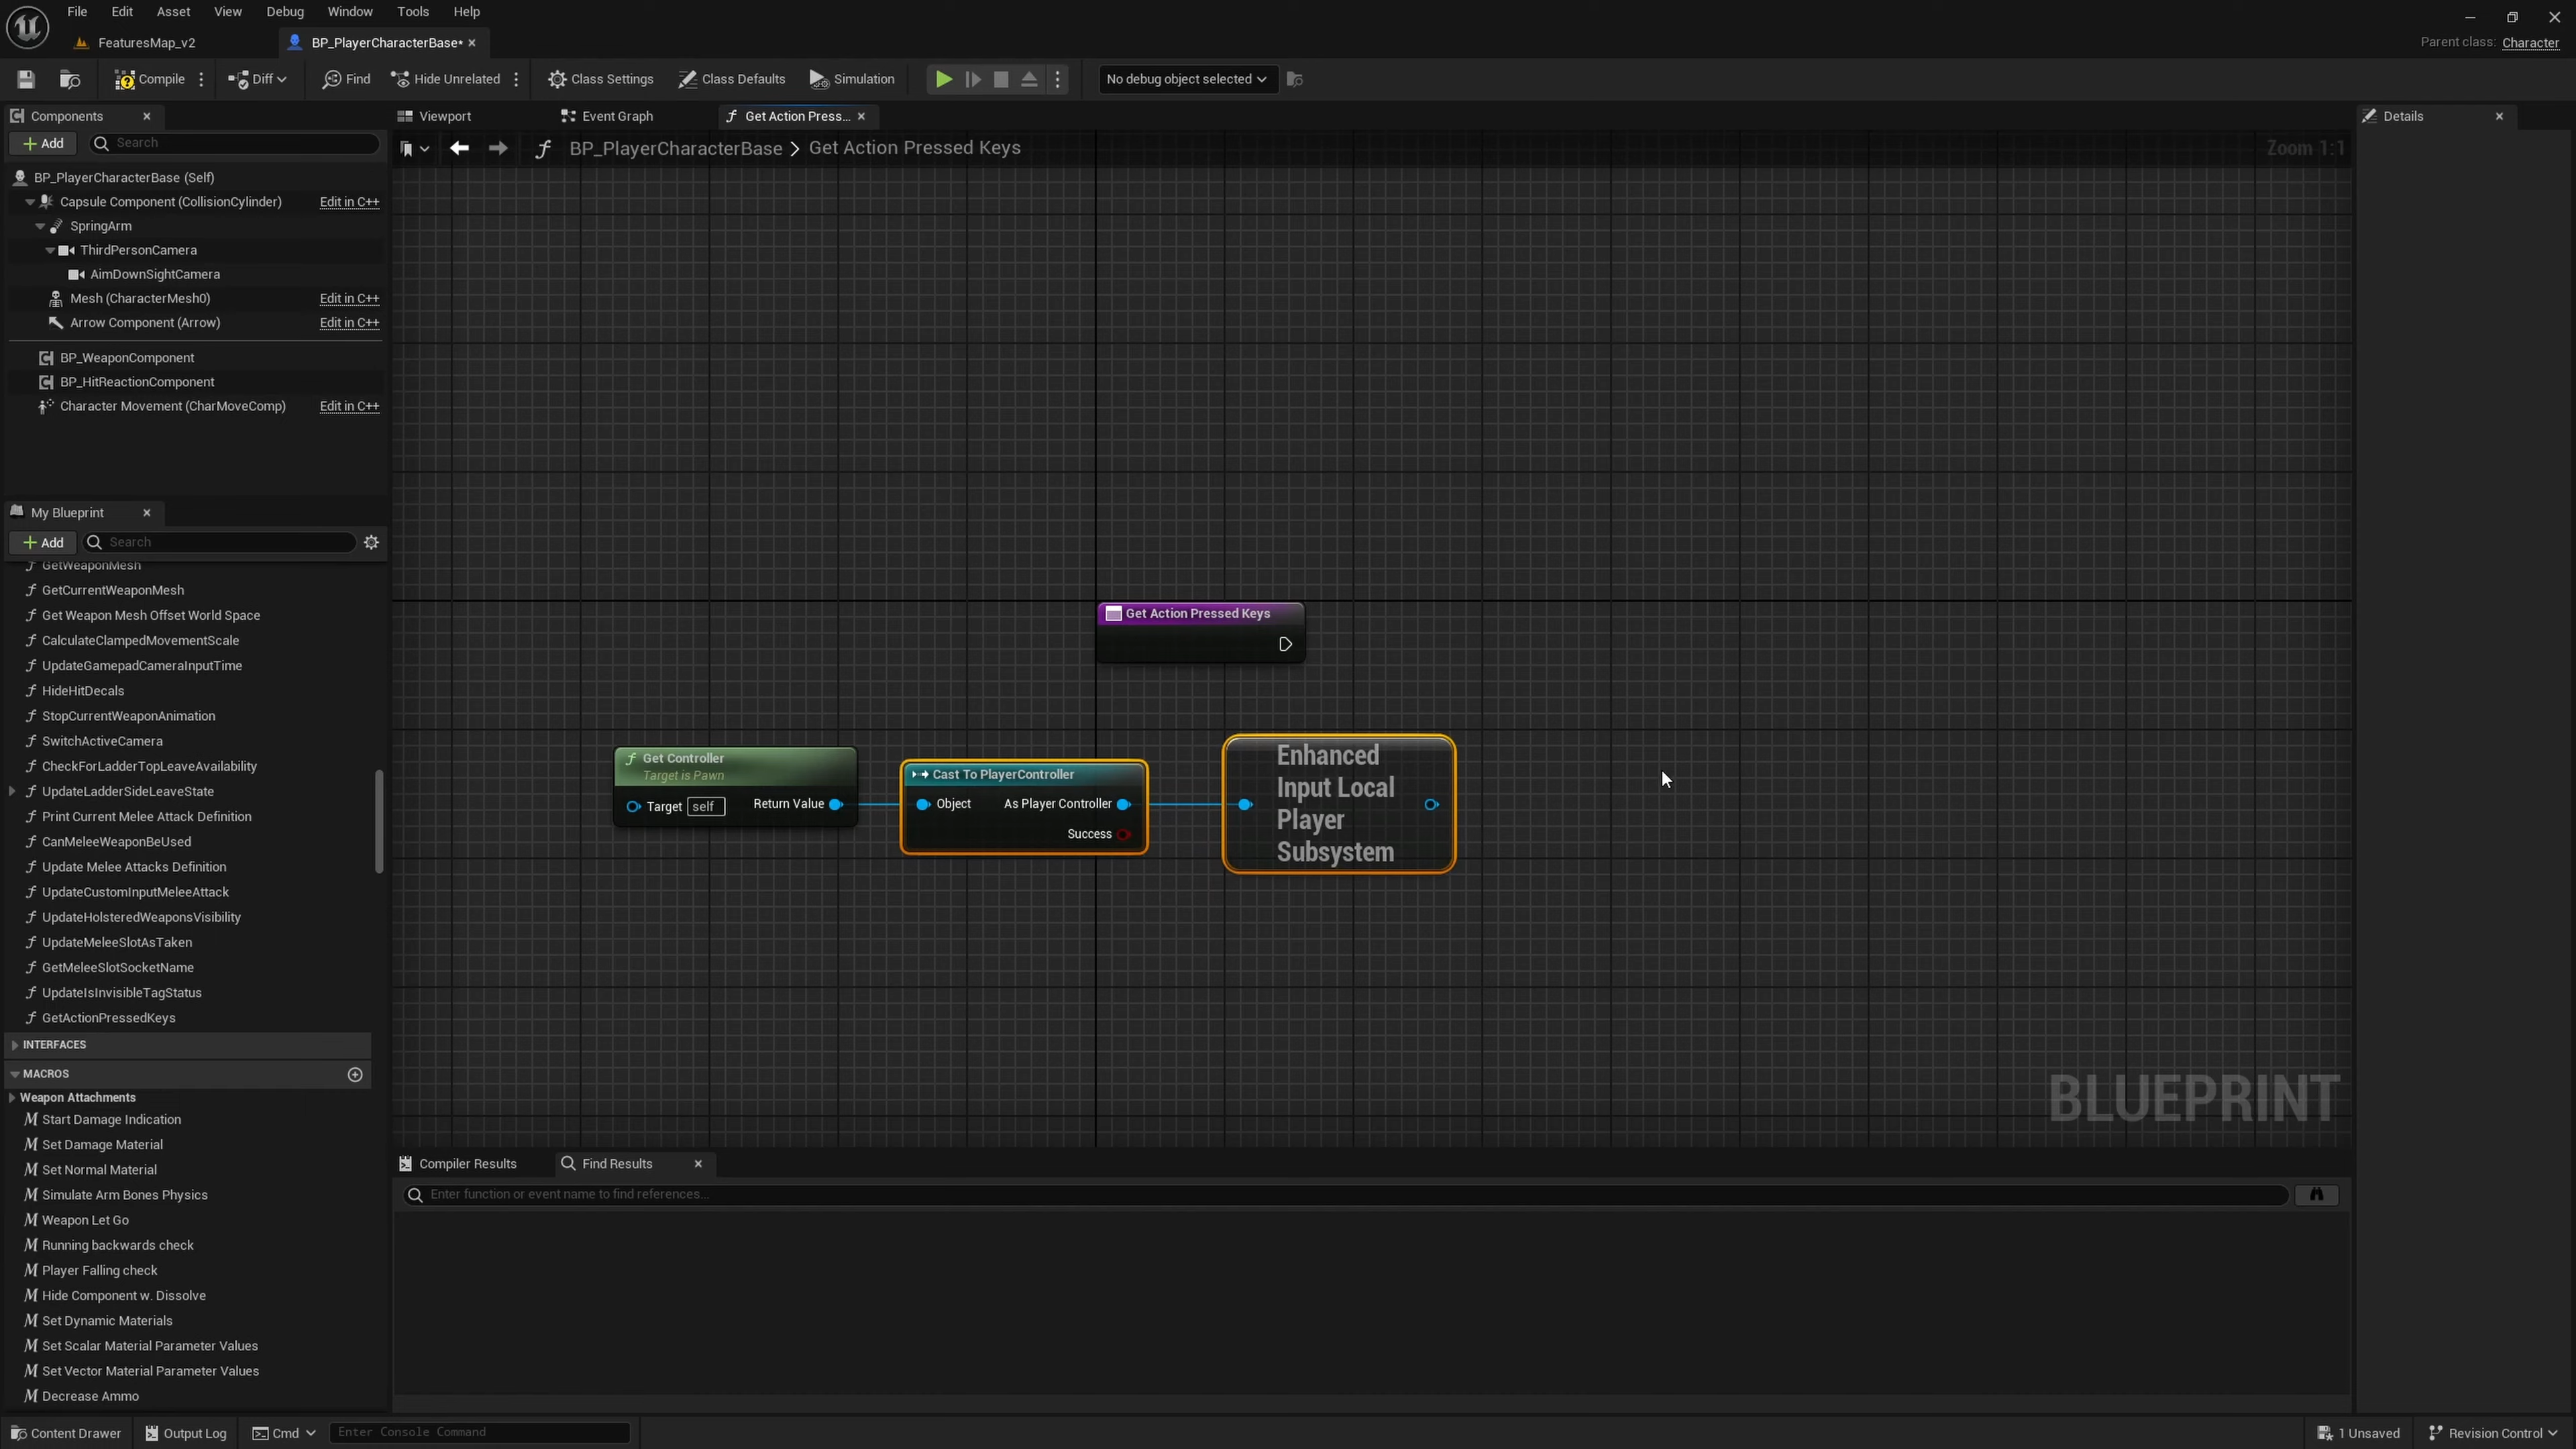 File Edit Asset View Debug Window Tools Help
FeaturesMap_v2
BP_PlayerCharacterBase*
Parent class: Character
Compile Diff Find Hide Unrelated Class Settings Class Defaults Simulation No debug object selected
Components
Add Search
BP_PlayerCharacterBase (Self)
Capsule Component (CollisionCylinder) Edit in C++
SpringArm
ThirdPersonCamera
AimDownSightCamera
Mesh (CharacterMesh0) Edit in C++
Arrow Component (Arrow) Edit in C++
BP_WeaponComponent
BP_HitReactionComponent
Character Movement (CharMoveComp) Edit in C++
My Blueprint
Add Search
GetWeaponMesh
GetCurrentWeaponMesh
Get Weapon Mesh Offset World Space
CalculateClampedMovementScale
UpdateGamepadCameraInputTime
HideHitDecals
StopCurrentWeaponAnimation
SwitchActiveCamera
CheckForLadderTopLeaveAvailability
UpdateLadderSideLeaveState
Print Current Melee Attack Definition
CanMeleeWeaponBeUsed
Update Melee Attacks Definition
UpdateCustomInputMeleeAttack
UpdateHolsteredWeaponsVisibility
UpdateMeleeSlotAsTaken
GetMeleeSlotSocketName
UpdateIsInvisibleTagStatus
GetActionPressedKeys
INTERFACES
MACROS
Weapon Attachments
Start Damage Indication
Set Damage Material
Set Normal Material
Simulate Arm Bones Physics
Weapon Let Go
Running backwards check
Player Falling check
Hide Component w. Dissolve
Set Dynamic Materials
Set Scalar Material Parameter Values
Set Vector Material Parameter Values
Decrease Ammo
Viewport Event Graph Get Action Press...
BP_PlayerCharacterBase > Get Action Pressed Keys
Zoom 1:1
Get Action Pressed Keys
Get Controller
Target is Pawn
Target self Return Value
Cast To PlayerController
Object As Player Controller
Success
Enhanced
Input Local
Player
Subsystem
BLUEPRINT
Compiler Results Find Results
Enter function or event name to find references...
Details
Content Drawer Output Log Cmd Enter Console Command 1 Unsaved Revision Control